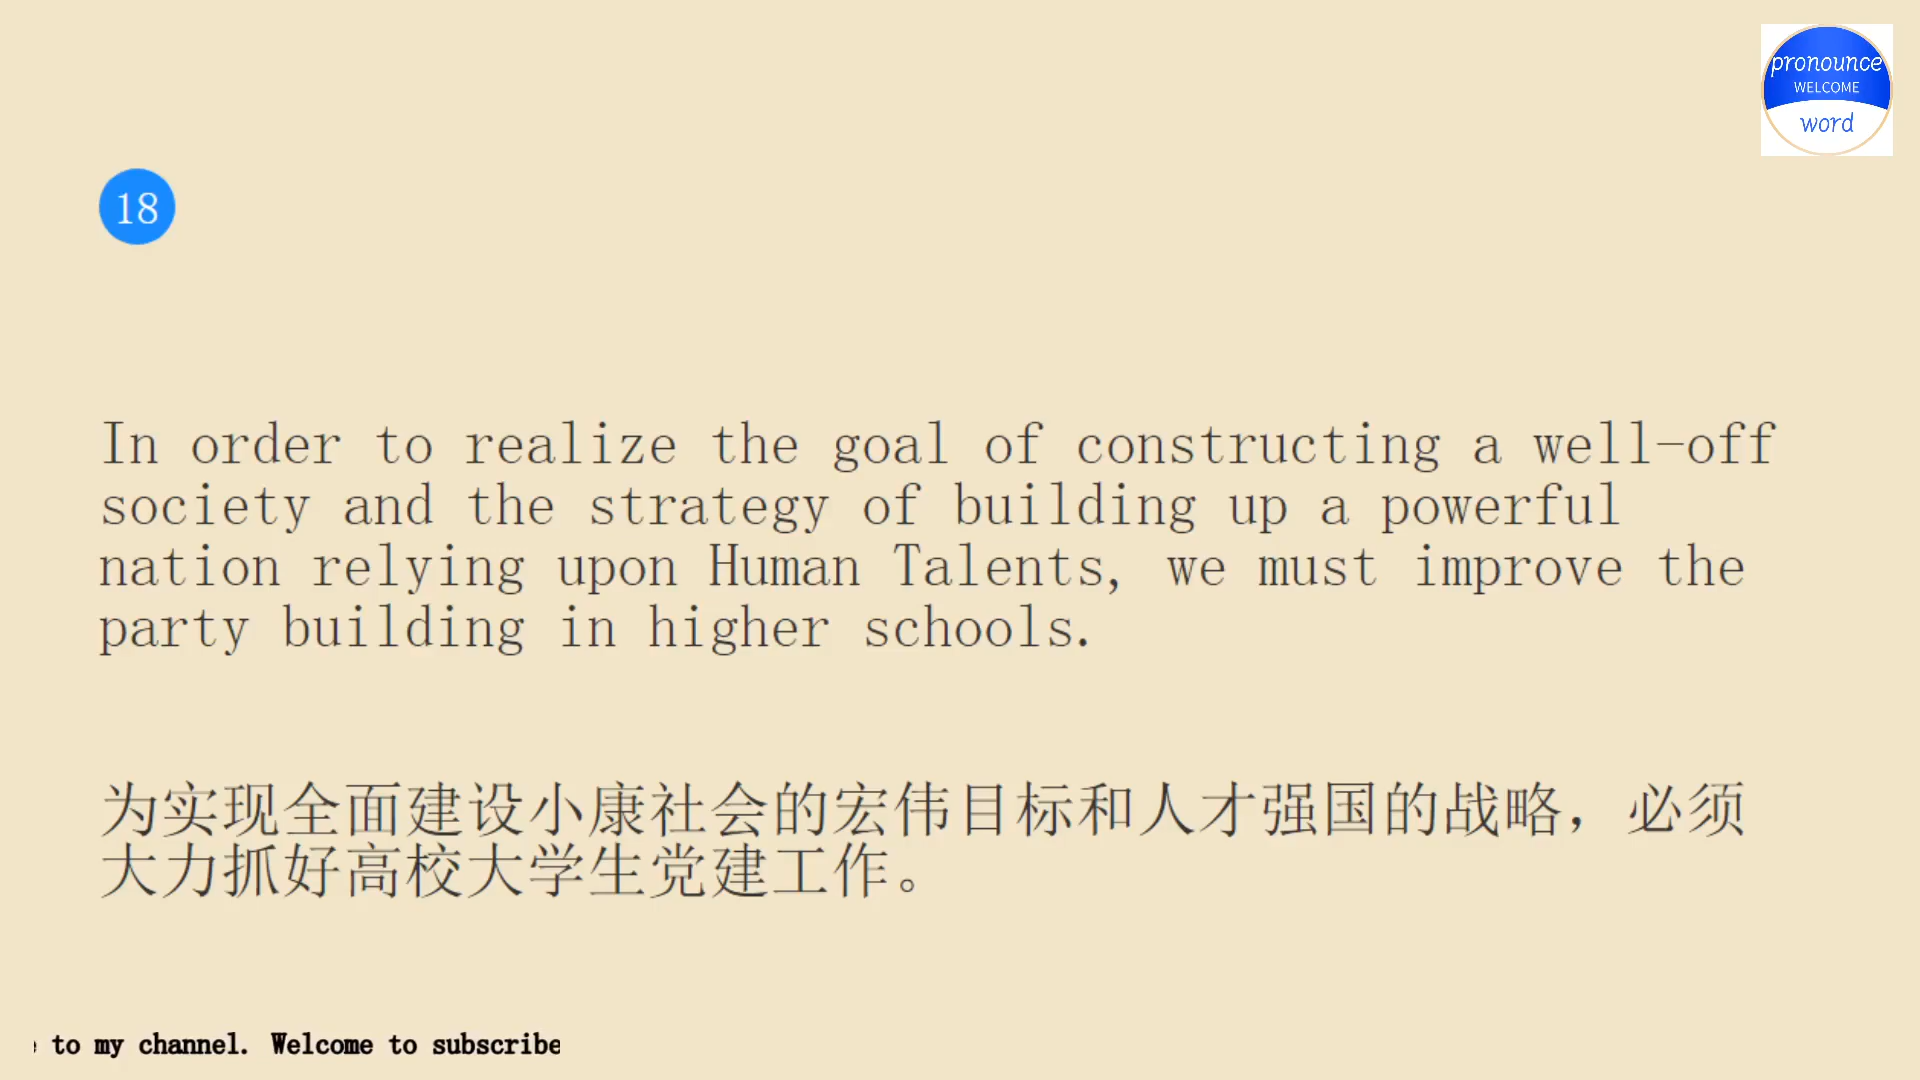 pronounce
WELCOME
word
18
In order to realize the goal of constructing a well-off
society and the strategy of building up a powerful
nation relying upon Human Talents, we must improve the
party building in higher schools.
为实现全面建设小康社会的宏伟目标和人才强国的战略，必须
大力抓好高校大学生党建工作。
to my channel. Welcome to subscribe